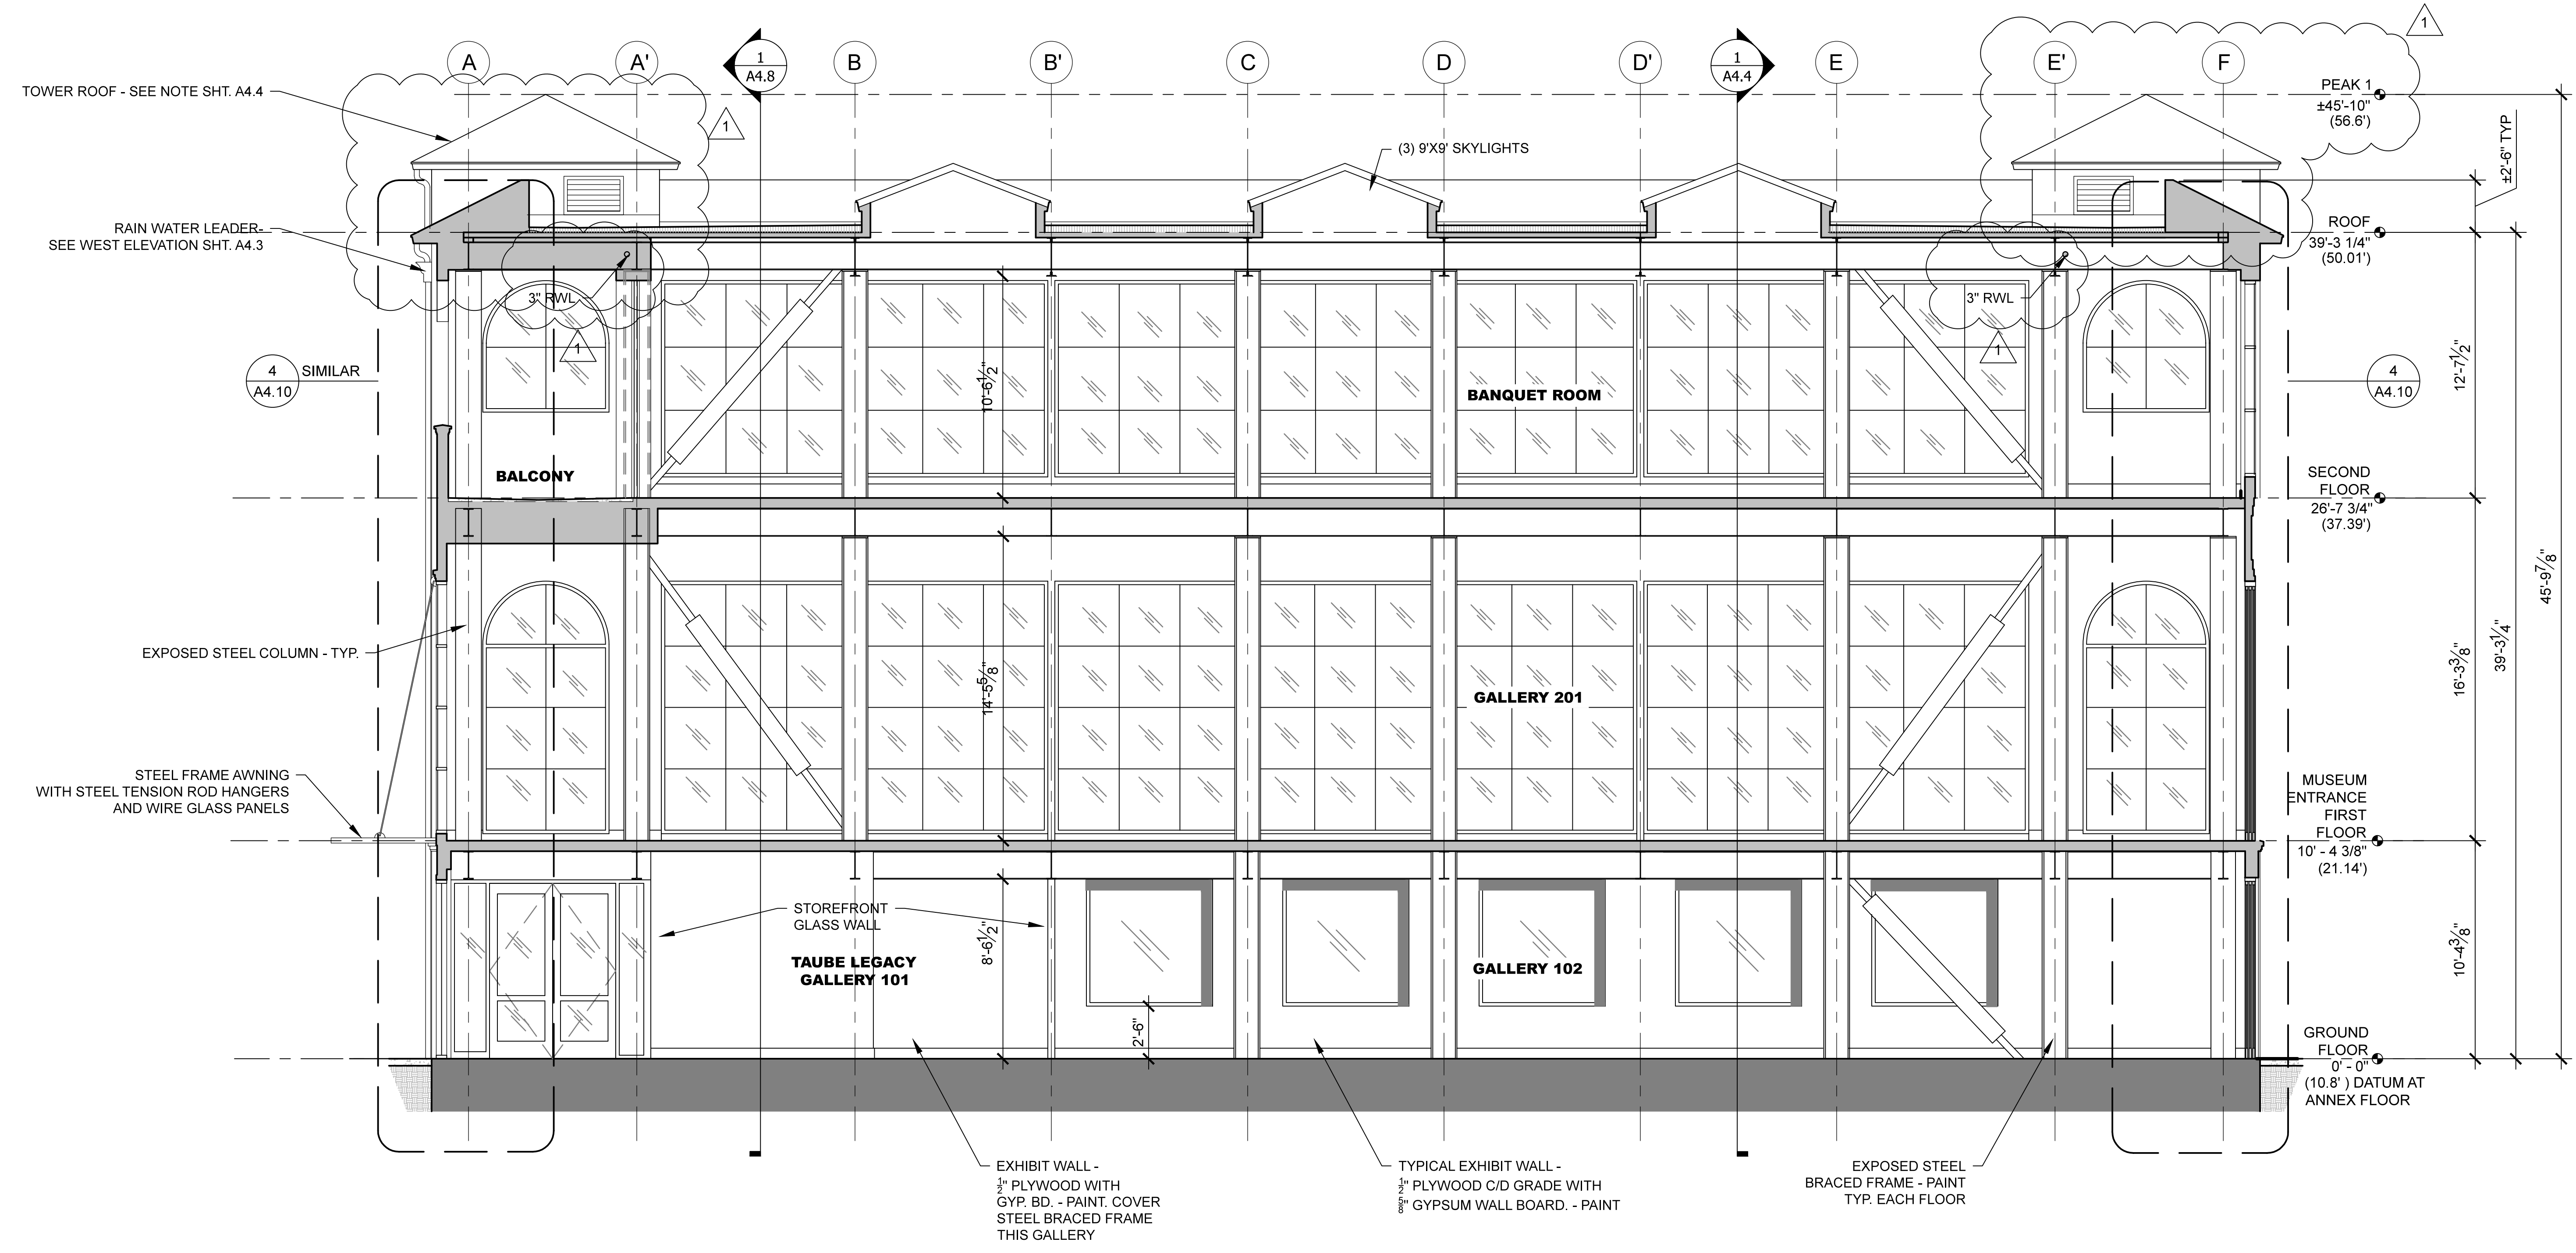 A
A'
1
A4.8
B
B'
C
D
D'
1
A4.4
E
E'
F
1
TOWER ROOF - SEE NOTE SHT. A4.4
1
PEAK 1
±45'-10"
(56.6')
(3) 9'X9' SKYLIGHTS
±2'-6" TYP
RAIN WATER LEADER-
SEE WEST ELEVATION SHT. A4.3
ROOF
39'-3 1/4"
(50.01')
3" RWL
3" RWL
1
1
4
A4.10
SIMILAR
10'-6 1/2"
BANQUET ROOM
4
A4.10
12'-7 1/2"
BALCONY
SECOND
FLOOR
26'-7 3/4"
(37.39')
45'-9 7/8"
EXPOSED STEEL COLUMN - TYP.
14'-5 5/8"
GALLERY 201
16'-3 3/8"
39'-3 1/4"
STEEL FRAME AWNING
WITH STEEL TENSION ROD HANGERS
AND WIRE GLASS PANELS
MUSEUM
ENTRANCE
FIRST
FLOOR
10' - 4 3/8"
(21.14')
STOREFRONT
GLASS WALL
8'-6 1/2"
TAUBE LEGACY
GALLERY 101
GALLERY 102
10'-4 3/8"
2'-6"
GROUND
FLOOR
0' - 0"
(10.8' ) DATUM AT
ANNEX FLOOR
EXHIBIT WALL -
1/2" PLYWOOD WITH
GYP. BD. - PAINT. COVER
STEEL BRACED FRAME
THIS GALLERY
TYPICAL EXHIBIT WALL -
1/2" PLYWOOD C/D GRADE WITH
5/8" GYPSUM WALL BOARD. - PAINT
EXPOSED STEEL
BRACED FRAME - PAINT
TYP. EACH FLOOR